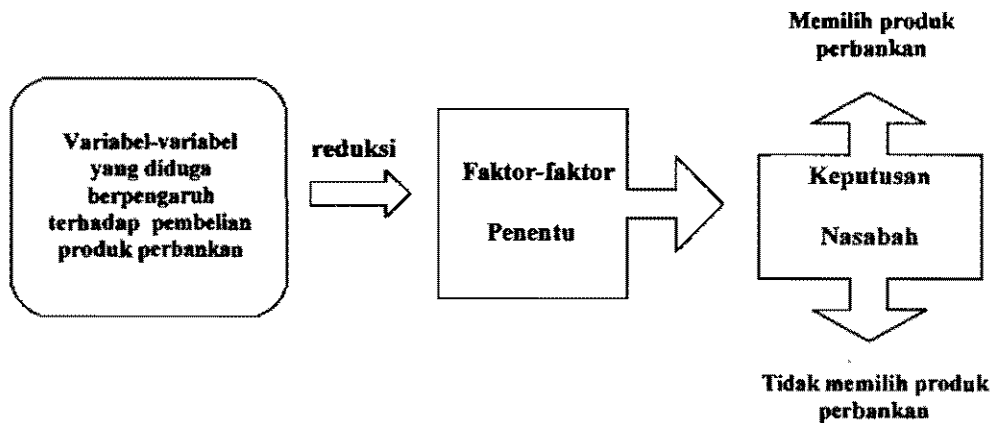 Variabel-variabel
yang diduga
berpengaruh
terhadap pembelian
produk perbankan
reduksi
Faktor-faktor
Penentu
Memilih produk
perbankan
Keputusan
Nasabah
Tidak memilih produk
perbankan